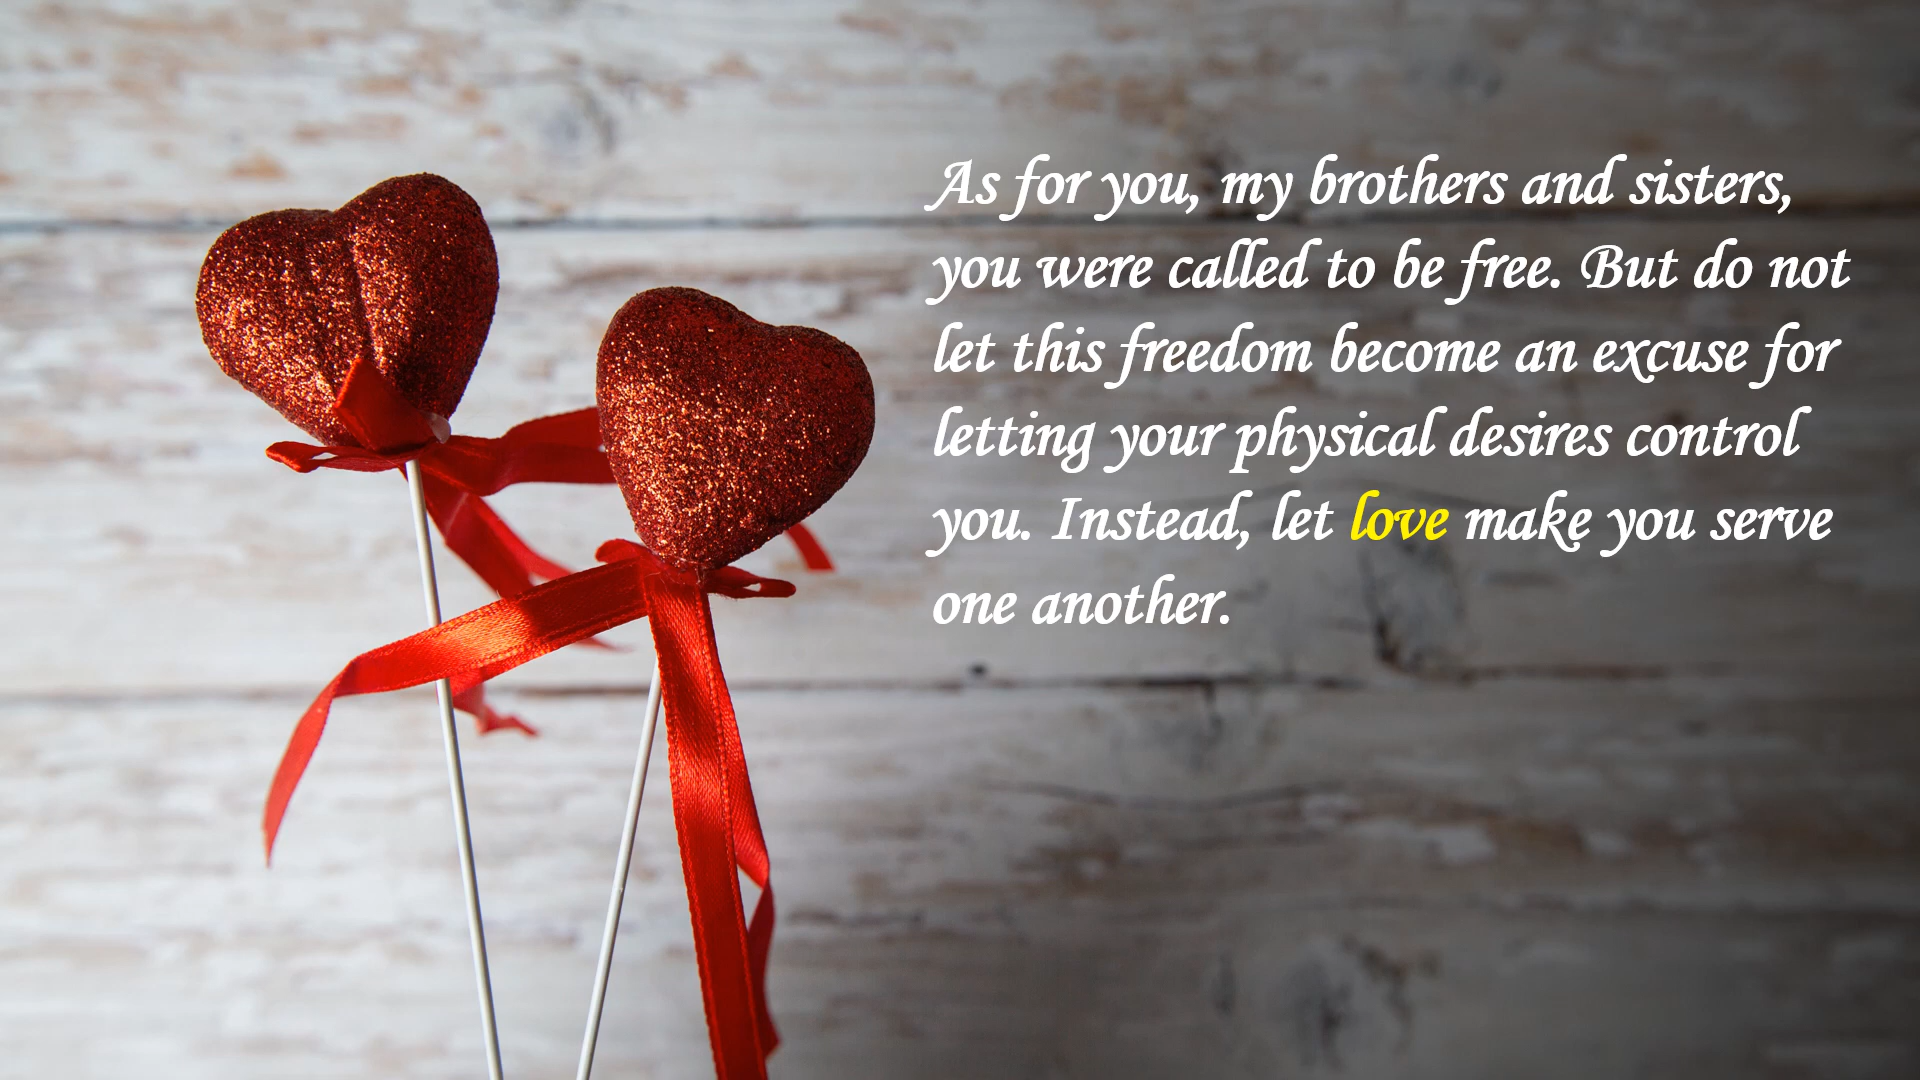 As for you, my brothers and sisters,
you were called to be free. But do not
let this freedom become an excuse for
letting your physical desires control
you. Instead, let love make you serve
one another.